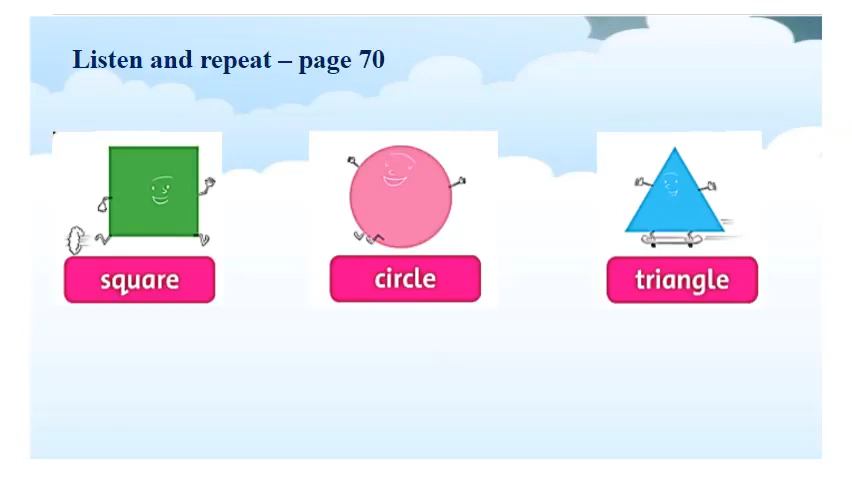 Listen and repeat – page 70
square
circle
triangle